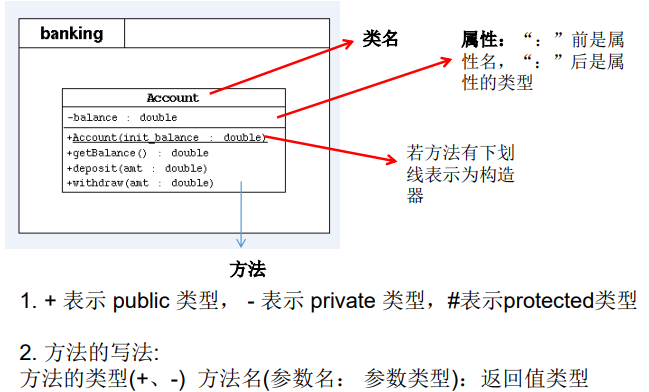 banking
类名
属性：“：”前是属
性名，“：”后是属
性的类型
Account
-balance : double
+Account(init_balance : double)
+getBalance() : double
+deposit(amt : double)
+withdraw(amt : double)
若方法有下划
线表示为构造
器
方法
1. + 表示 public 类型， - 表示 private 类型，#表示protected类型
2. 方法的写法:
方法的类型(+、-) 方法名(参数名： 参数类型)：返回值类型